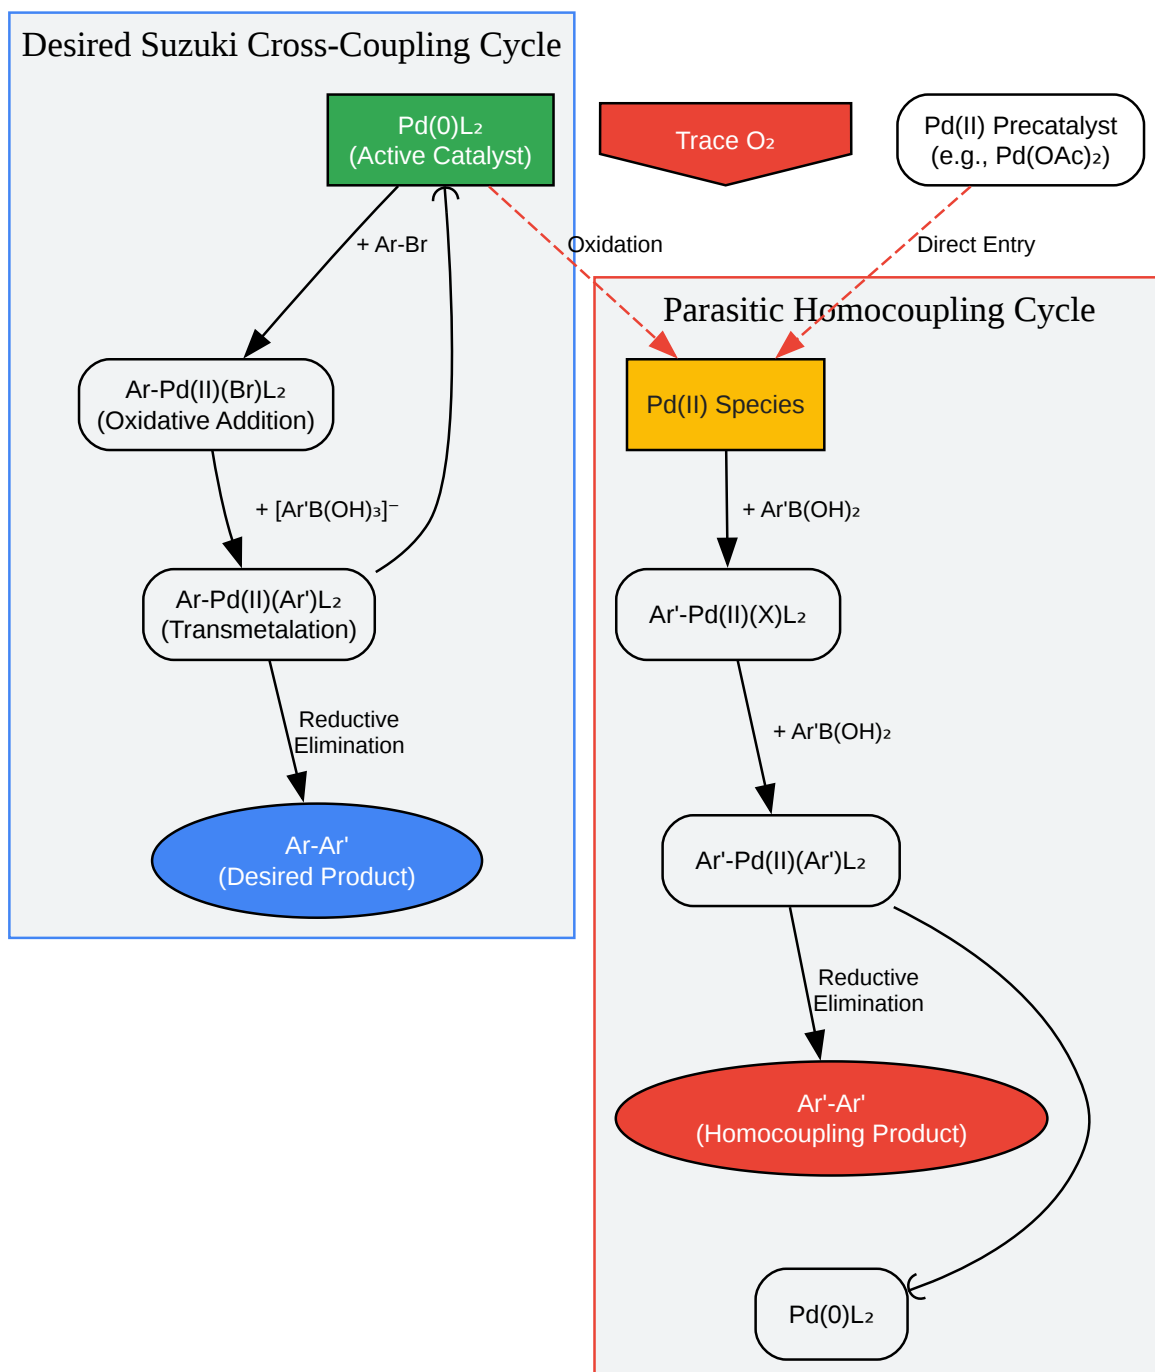 Desired Suzuki Cross-Coupling Cycle
Pd(0)L₂
(Active Catalyst)
Trace O₂
Pd(II) Precatalyst
(e.g., Pd(OAc)₂)
+ Ar-Br
Oxidation
Direct Entry
Parasitic Homocoupling Cycle
Ar-Pd(II)(Br)L₂
(Oxidative Addition)
Pd(II) Species
+ [Ar'B(OH)₃]⁻
+ Ar'B(OH)₂
Ar-Pd(II)(Ar')L₂
(Transmetalation)
Ar'-Pd(II)(X)L₂
Reductive
Elimination
+ Ar'B(OH)₂
Ar-Ar'
(Desired Product)
Ar'-Pd(II)(Ar')L₂
Reductive
Elimination
Ar'-Ar'
(Homocoupling Product)
Pd(0)L₂